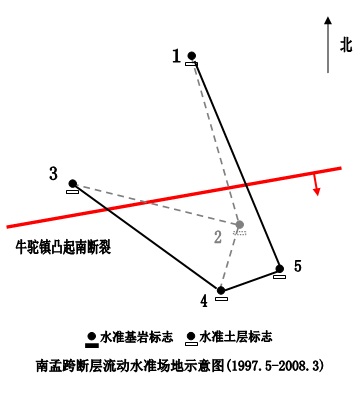 北
1
3
2
牛驼镇凸起南断裂
5
4
水准基岩标志 水准土层标志
南孟跨断层流动水准场地示意图(1997.5-2008.3)